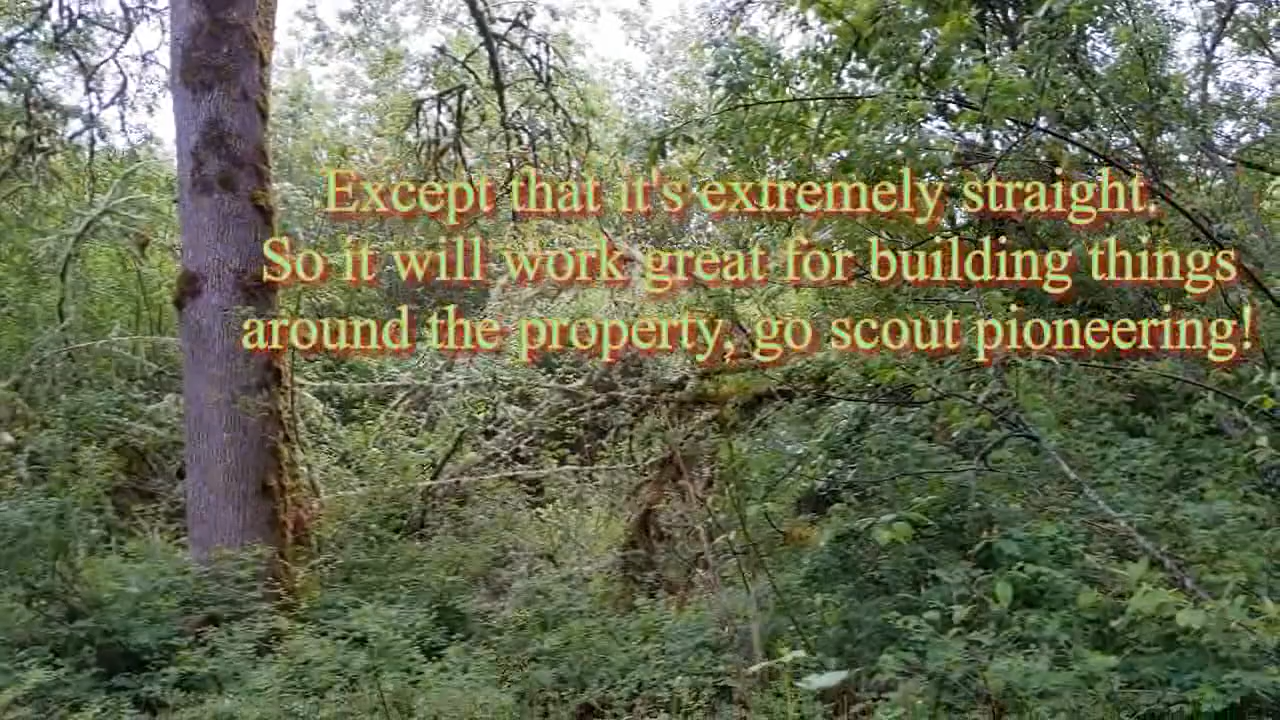 Except that it's extremely straight.
So it will work great for building things
around the property, go scout pioneering!